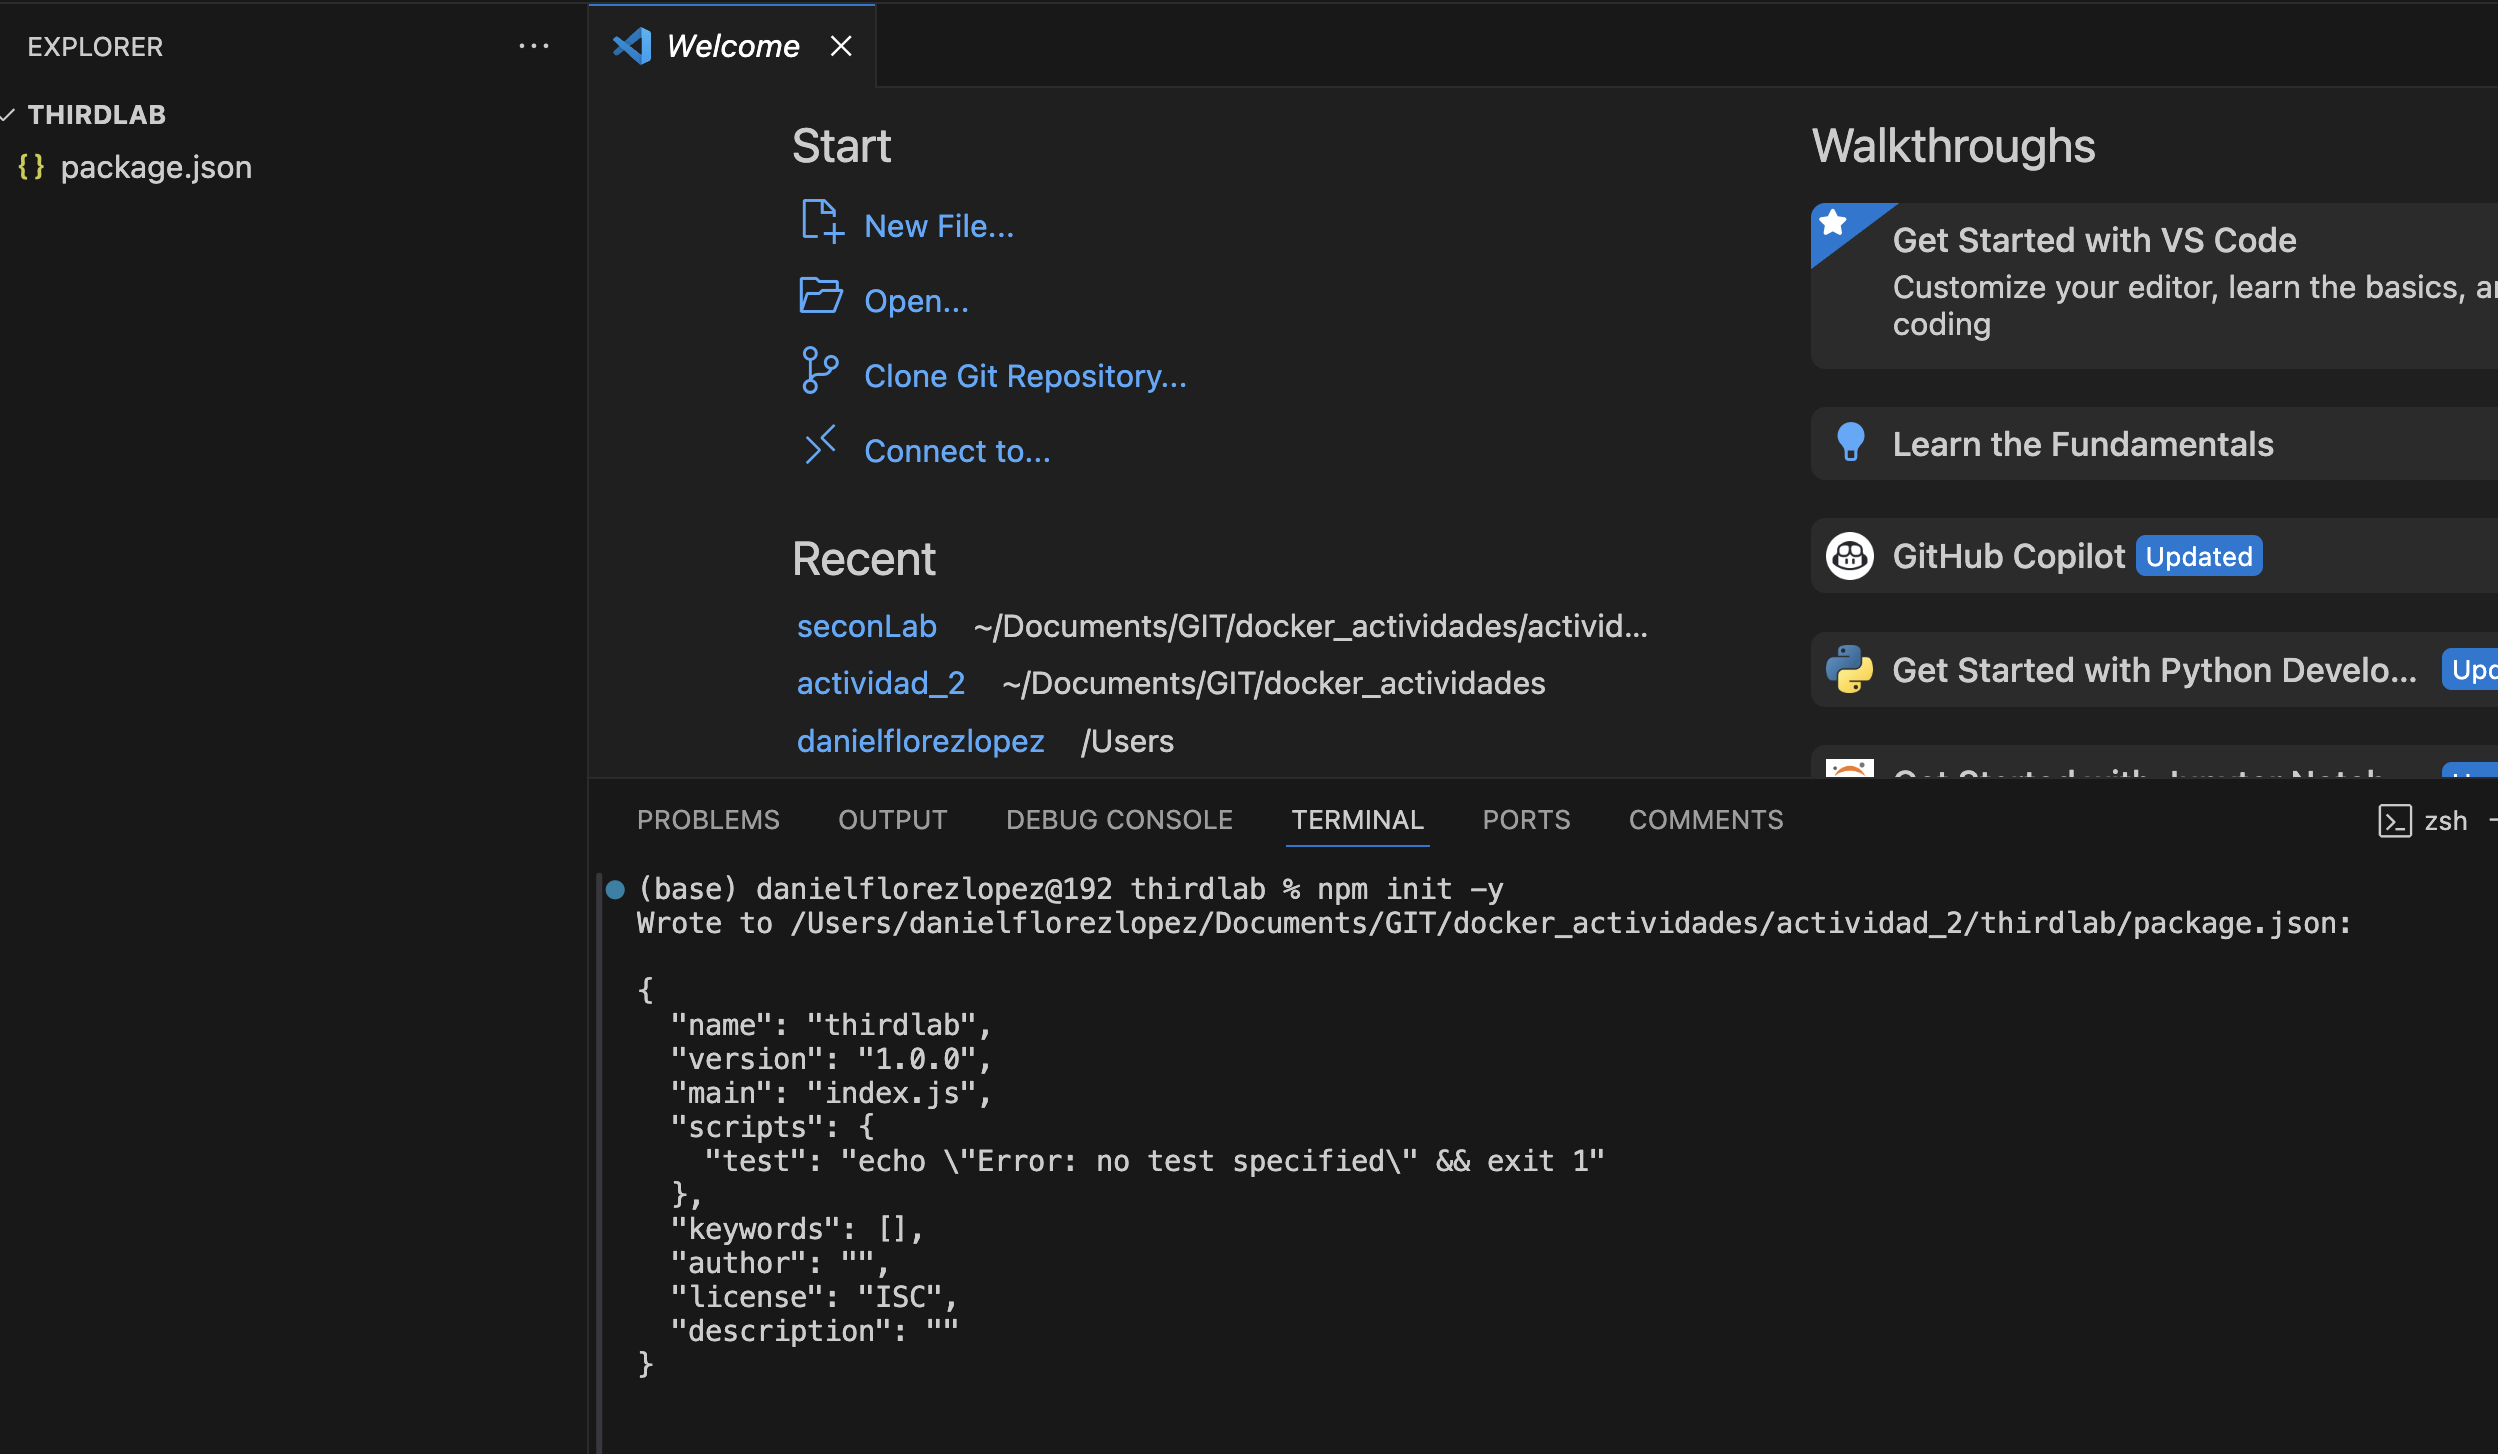 EXPLORER
THIRDLAB
{} package.json
Welcome
Start
New File...
Open...
Clone Git Repository...
Connect to...
Recent
seconLab ~/Documents/GIT/docker_actividades/activid...
actividad_2 ~/Documents/GIT/docker_actividades
danielflorezlopez /Users
Walkthroughs
Get Started with VS Code
Customize your editor, learn the basics, a
coding
Learn the Fundamentals
GitHub Copilot Updated
Get Started with Python Develo... Upd
PROBLEMS OUTPUT DEBUG CONSOLE TERMINAL PORTS COMMENTS zsh
(base) danielflorezlopez@192 thirdlab % npm init -y
Wrote to /Users/danielflorezlopez/Documents/GIT/docker_actividades/actividad_2/thirdlab/package.json:
{
  "name": "thirdlab",
  "version": "1.0.0",
  "main": "index.js",
  "scripts": {
    "test": "echo \"Error: no test specified\" && exit 1"
  },
  "keywords": [],
  "author": "",
  "license": "ISC",
  "description": ""
}